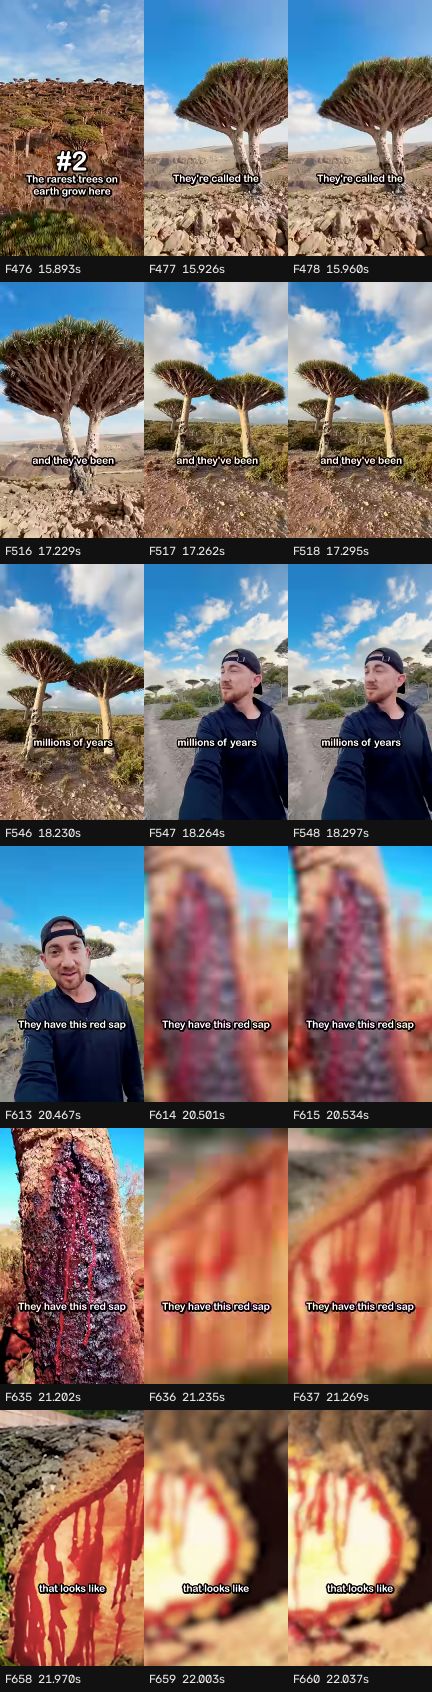 #2
The rarest trees on
earth grow here
They're called the
They're called the
F476 15.893s
F477 15.926s
F478 15.960s
and they've been
and they've been
and they've been
F516 17.229s
F517 17.262s
F518 17.295s
millions of years
millions of years
millions of years
F546 18.230s
F547 18.264s
F548 18.297s
They have this red sap
They have this red sap
They have this red sap
F613 20.467s
F614 20.501s
F615 20.534s
They have this red sap
They have this red sap
They have this red sap
F635 21.202s
F636 21.235s
F637 21.269s
that looks like
that looks like
that looks like
F658 21.970s
F659 22.003s
F660 22.037s